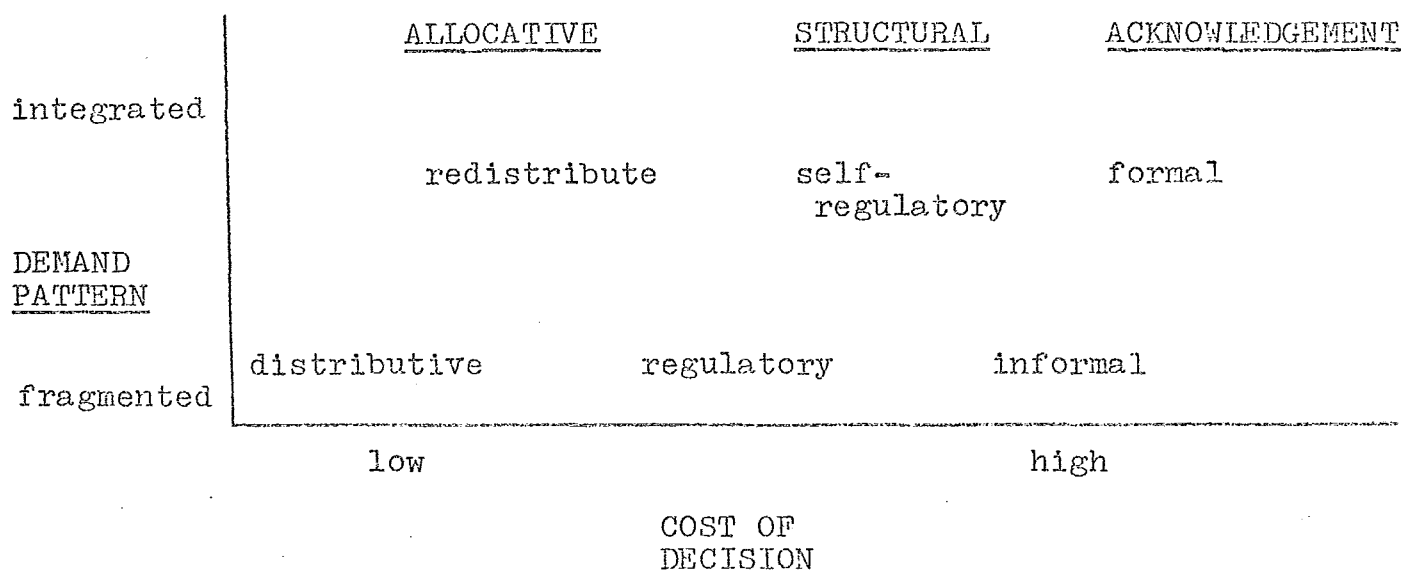 ALLOCATIVE STRUCTURAL ACKNOWLEDGEMENT
integrated
redistribute self- formal
regulatory
DEMAND
PATTERN
distributive regulatory informal
fragmented
low high
COST OF
DECISION